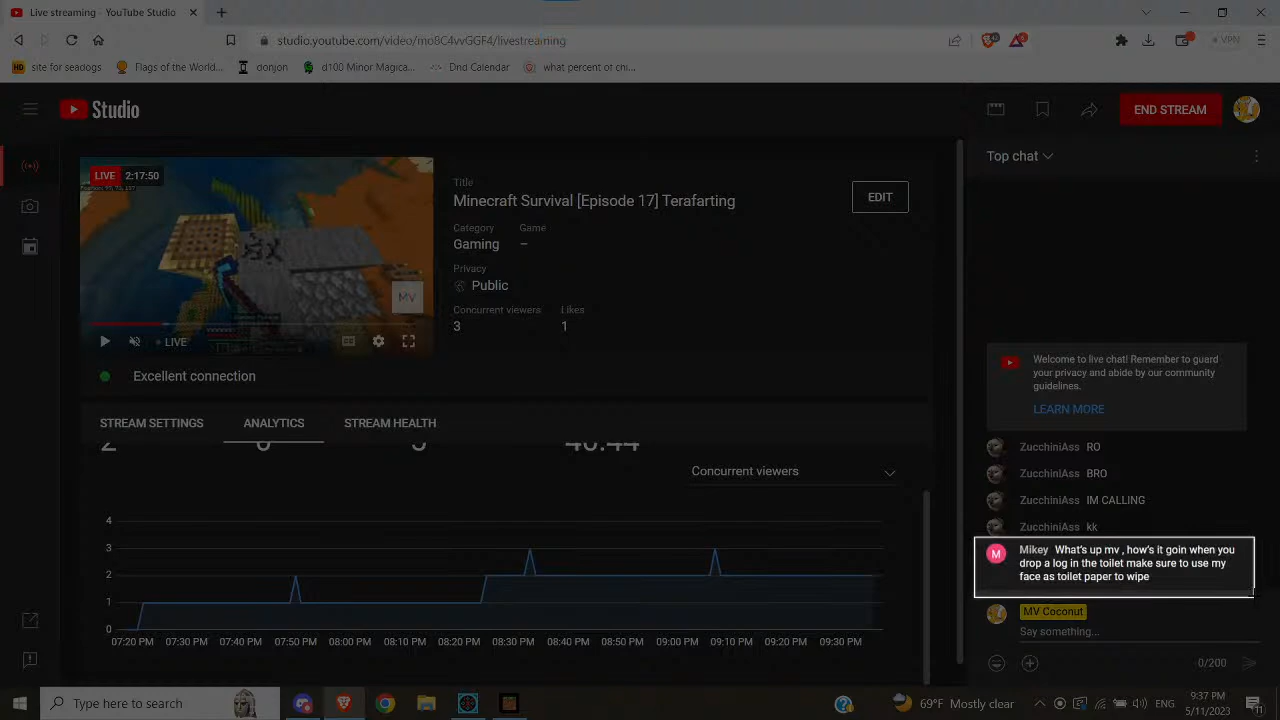 Live streaming - YouTube Studio
studio.youtube.com/video/mo8C4vvGGF4/livestreaming
VPN
site for seadogs
Flags of the World...
donjon
d100 Minor Magica...
Dnd Calendar
what percent of chi...
Studio
END STREAM
LIVE 2:17:50
Title
Minecraft Survival [Episode 17] Terafarting
EDIT
Category Game
Gaming –
Privacy
Public
Concurrent viewers Likes
3 1
MV
LIVE
Excellent connection
STREAM SETTINGS ANALYTICS STREAM HEALTH
Concurrent viewers
4
3
2
1
0
07:20 PM 07:30 PM 07:40 PM 07:50 PM 08:00 PM 08:10 PM 08:20 PM 08:30 PM 08:40 PM 08:50 PM 09:00 PM 09:10 PM 09:20 PM 09:30 PM
Top chat
Welcome to live chat! Remember to guard
your privacy and abide by our community
guidelines.
LEARN MORE
ZucchiniAss RO
ZucchiniAss BRO
ZucchiniAss IM CALLING
ZucchiniAss kk
M
Mikey What's up mv , how's it goin when you
drop a log in the toilet make sure to use my
face as toilet paper to wipe
MV Coconut
Say something...
0/200
Type here to search
69°F Mostly clear
ENG
9:37 PM
5/11/2023
11